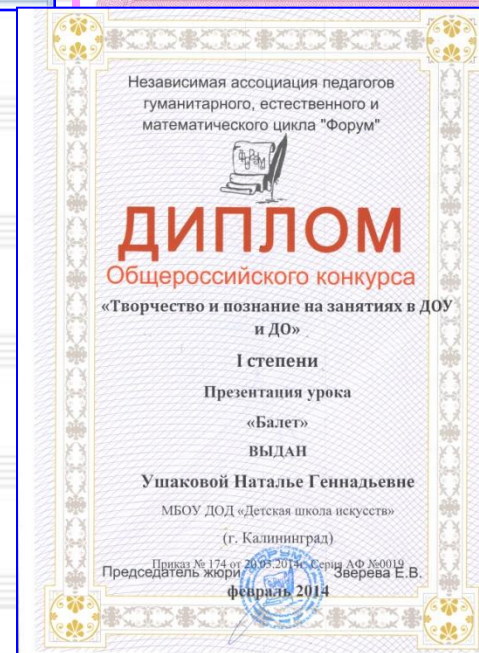 Независимая ассоциация педагогов
гуманитарного, естественного и
математического цикла "Форум"
ФОРУМ
ДИПЛОМ
Общероссийского конкурса
«Творчество и познание на занятиях в ДОУ
и ДО»
I степени
Презентация урока
«Балет»
ВЫДАН
Ушаковой Наталье Геннадьевне
МБОУ ДОД «Детская школа искусств»
(г. Калининград)
Приказ № 174 от 20.03.2014г. Серия АФ №0019
Председатель жюри Зверева Е.В.
февраль 2014